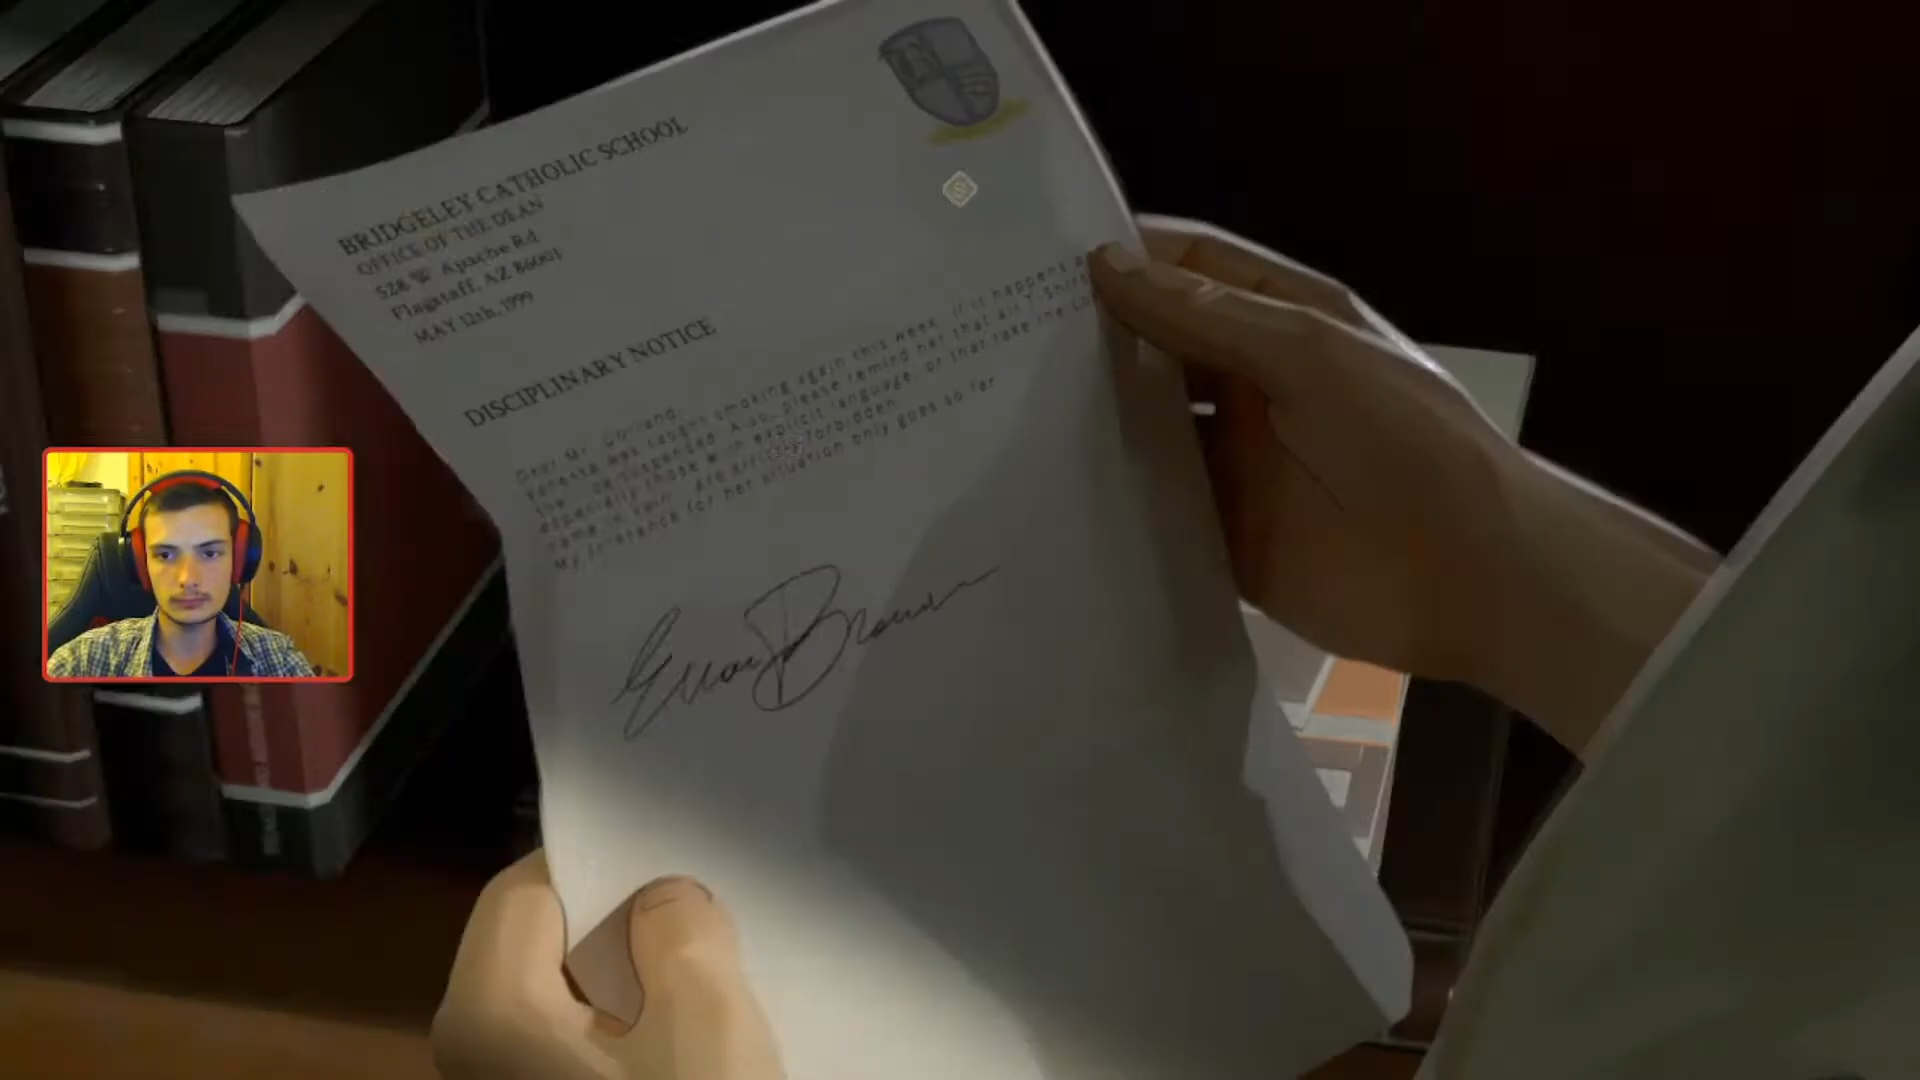 BRIDGELEY CATHOLIC SCHOOL
OFFICE OF THE DEAN
528 W Apache Rd
Flagstaff, AZ 86001
MAY 12th, 1999
DISCIPLINARY NOTICE
Dear Mr.
was caught smoking again this week. If it happens
be suspended. Also, please remind her that all T-Shirts
especially those with explicit language, or that take the
name in are strictly forbidden.
My for her situation only goes so far
Brown
S